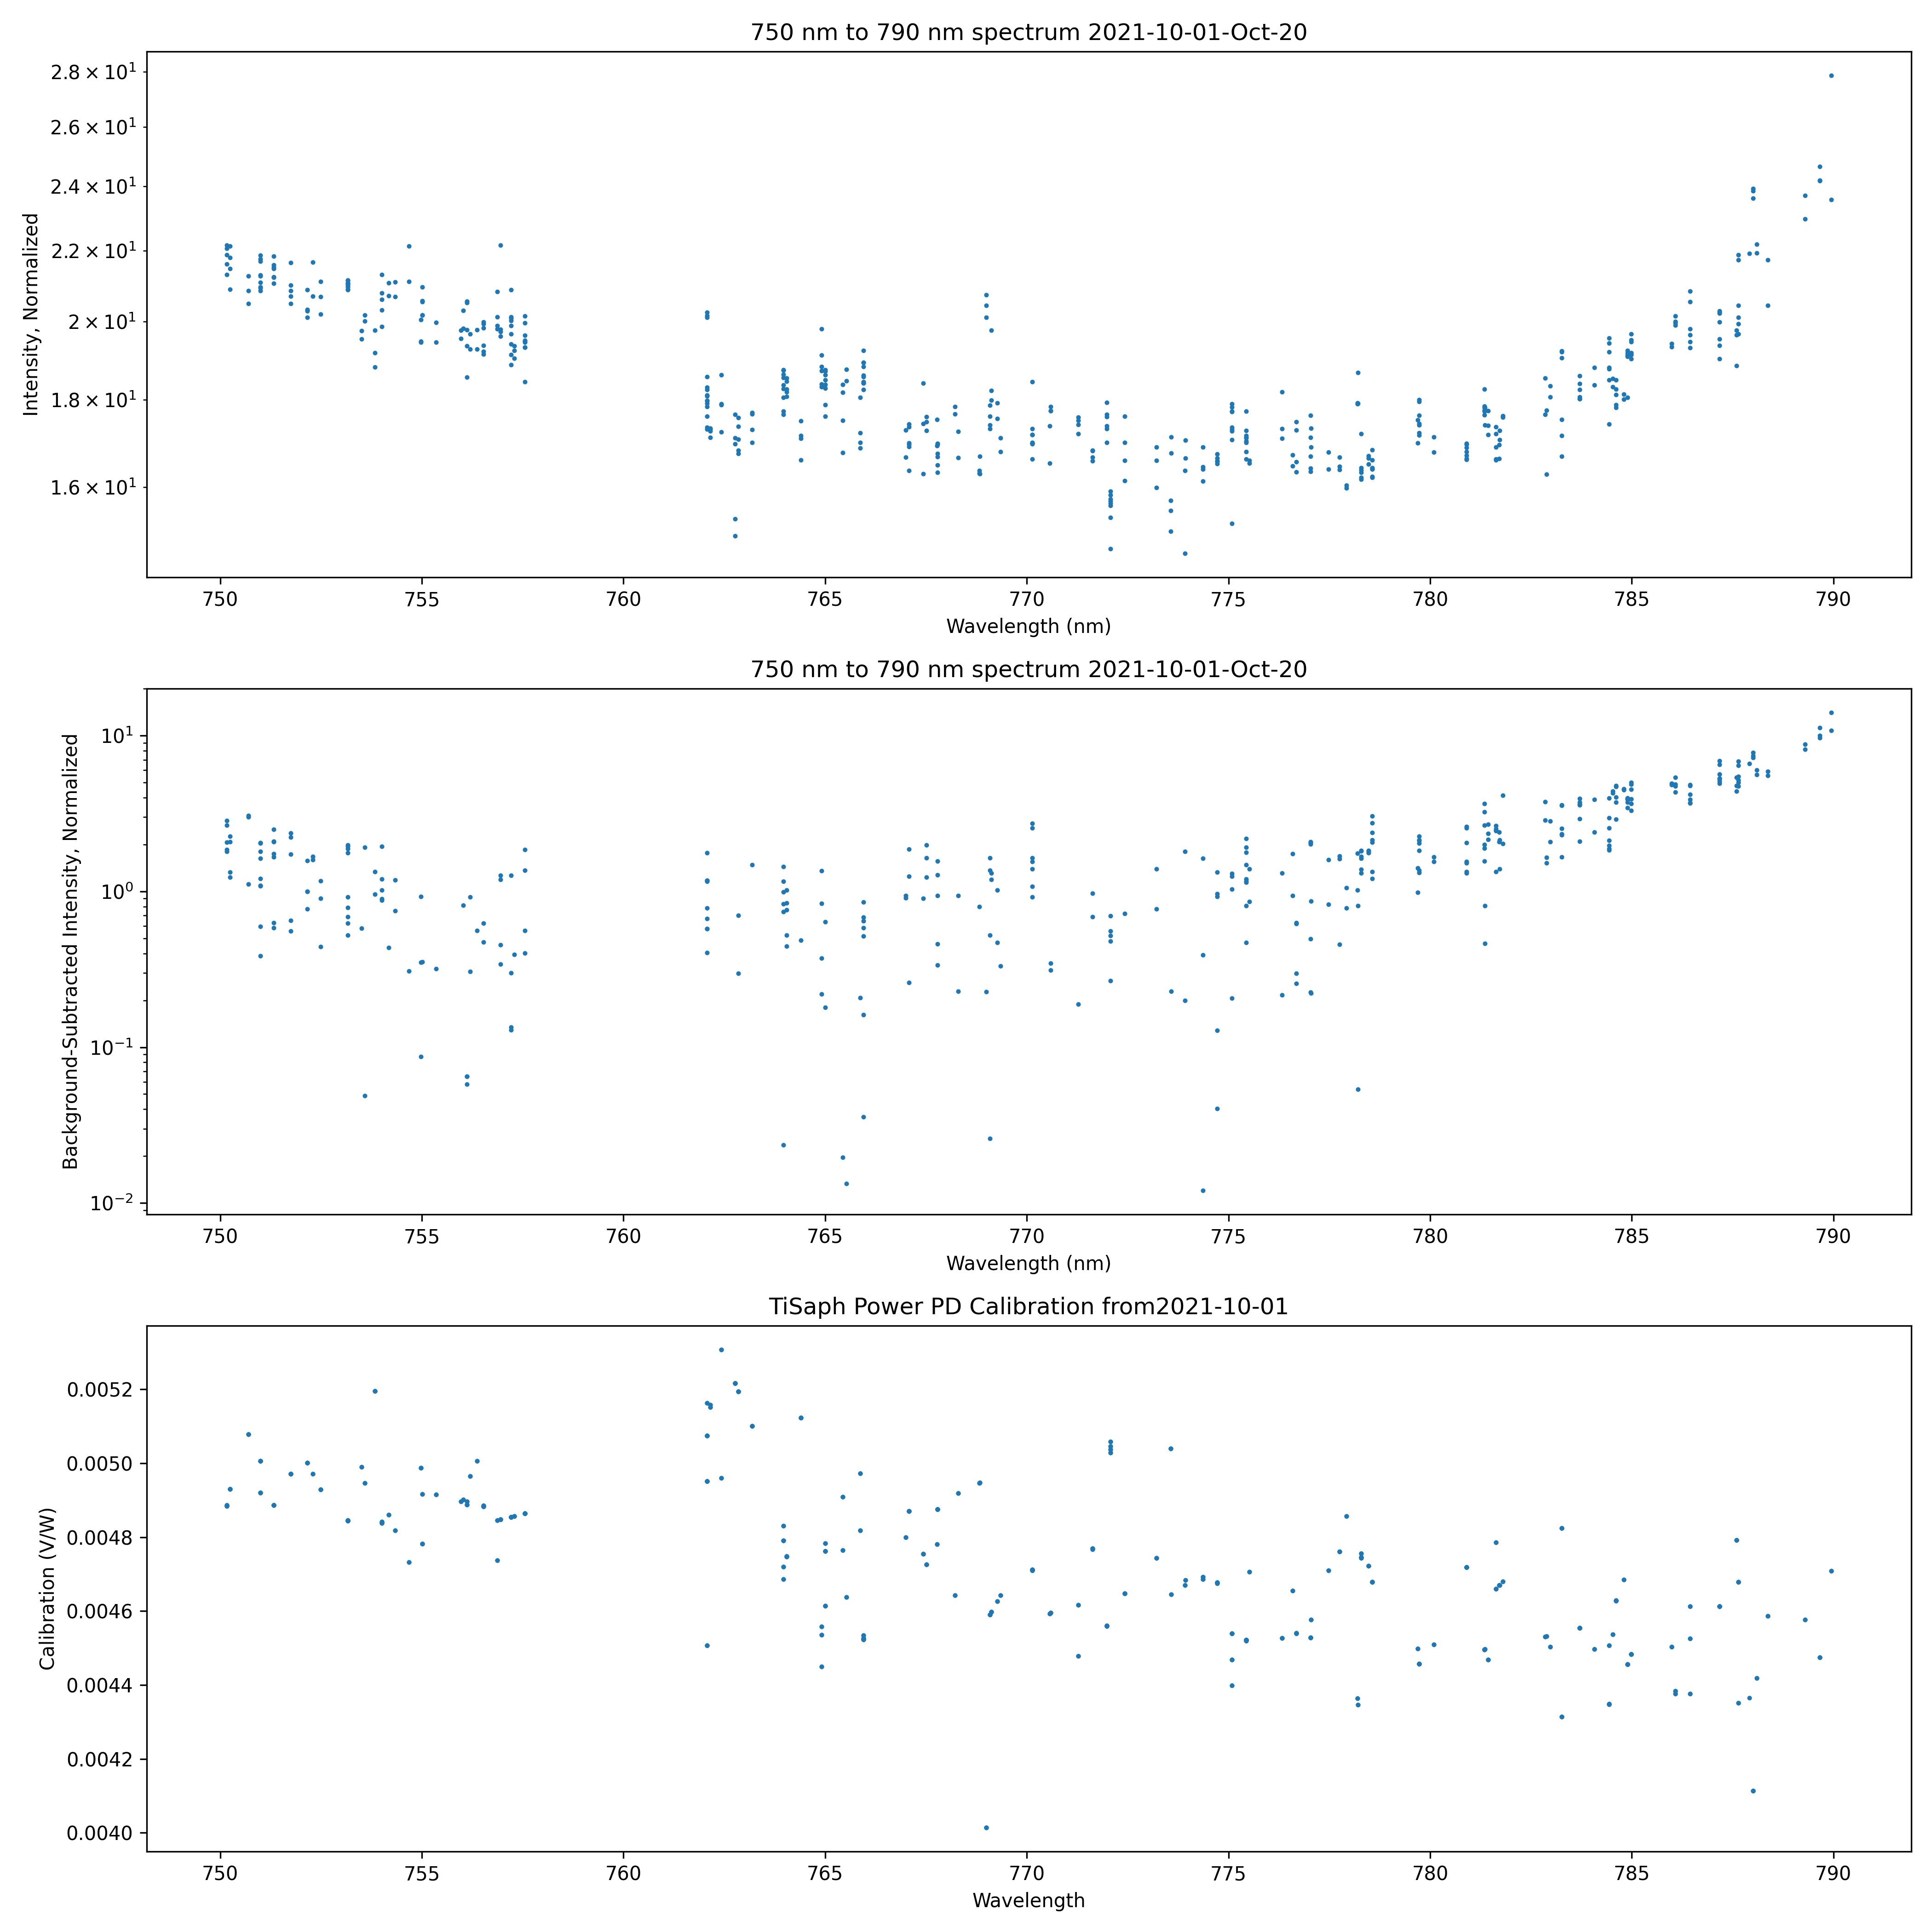 750 nm to 790 nm spectrum 2021-10-01-Oct-20
Intensity, Normalized
2.8 × 10¹
2.6 × 10¹
2.4 × 10¹
2.2 × 10¹
2 × 10¹
1.8 × 10¹
1.6 × 10¹
750 755 760 765 770 775 780 785 790
Wavelength (nm)
750 nm to 790 nm spectrum 2021-10-01-Oct-20
Background-Subtracted Intensity, Normalized
10¹
10⁰
10⁻¹
10⁻²
750 755 760 765 770 775 780 785 790
Wavelength (nm)
TiSaph Power PD Calibration from2021-10-01
Calibration (V/W)
0.0052
0.0050
0.0048
0.0046
0.0044
0.0042
0.0040
750 755 760 765 770 775 780 785 790
Wavelength